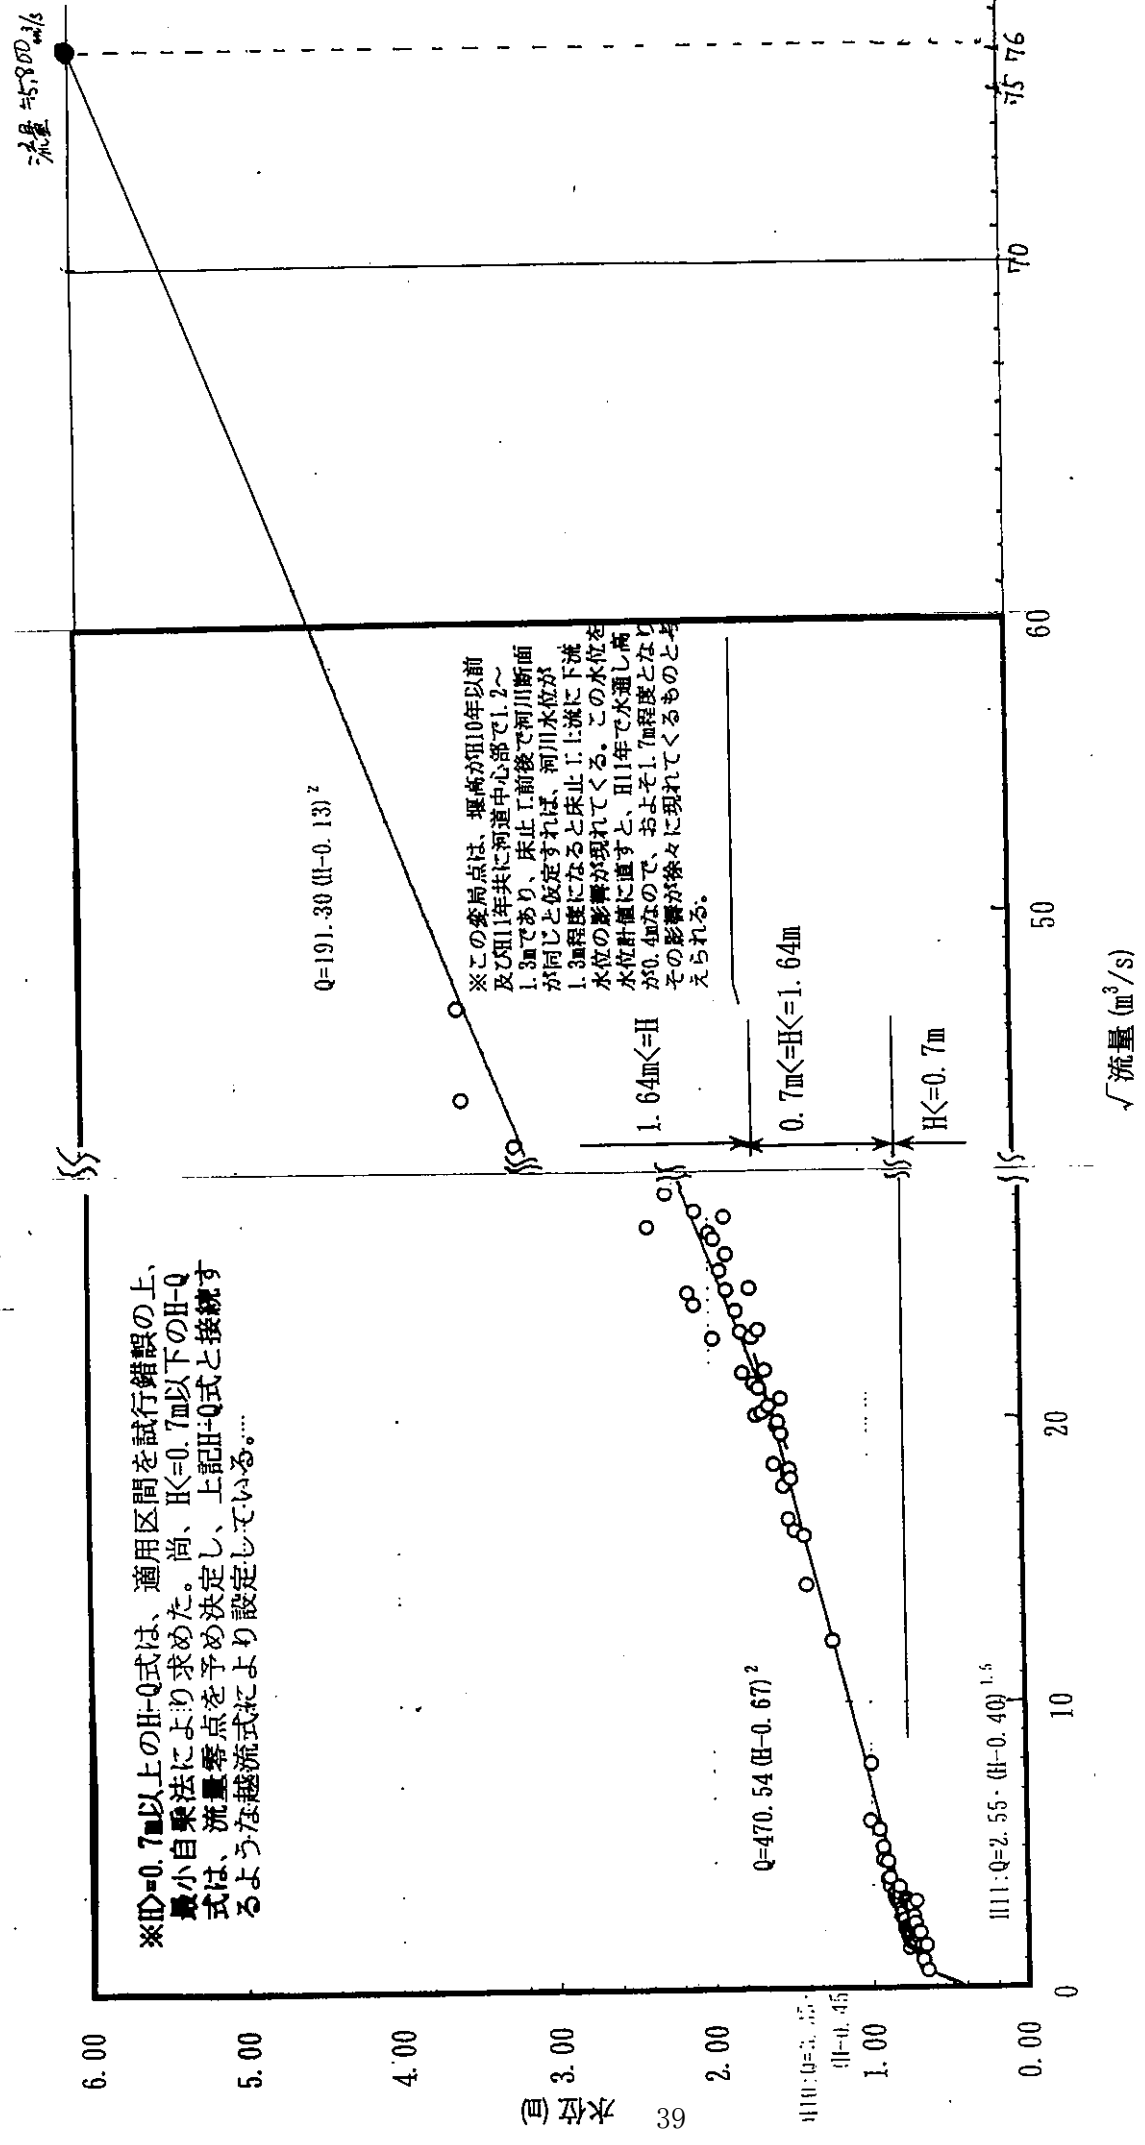 流量≒5,800m³/s
※H>=0.7m以上のH-Q式は、適用区間を試行錯誤の上、
最小自乗法により求めた。尚、H<=0.7m以下のH-Q
式は、流量零点を予め決定し、上記H-Q式と接続す
るような越流式により設定している。
Q=191.30(H-0.13)²
※この変局点は、堰高がH10年以前
及びH11年共に河道中心部で1.2～
1.3mであり、床止工前後で河川断面
が同じと仮定すれば、河川水位が
1.3m程度になると床止工上流に下流
水位の影響が現れてくる。この水位を
水位計値に直すと、H11年で水通し高
が0.4mなので、およそ1.7m程度となり
その影響が徐々に現れてくるものと考
えられる。
1.64m<=H
0.7m<=H<=1.64m
H<=0.7m
Q=470.54(H-0.67)²
H11:Q=2.55·(H-0.40)¹·⁵
(H-0.45
6.00
5.00
4.00
3.00
2.00
1.00
0.00
水位(m)
0
10
20
50
60
70
75
76
√流量(m³/s)
39